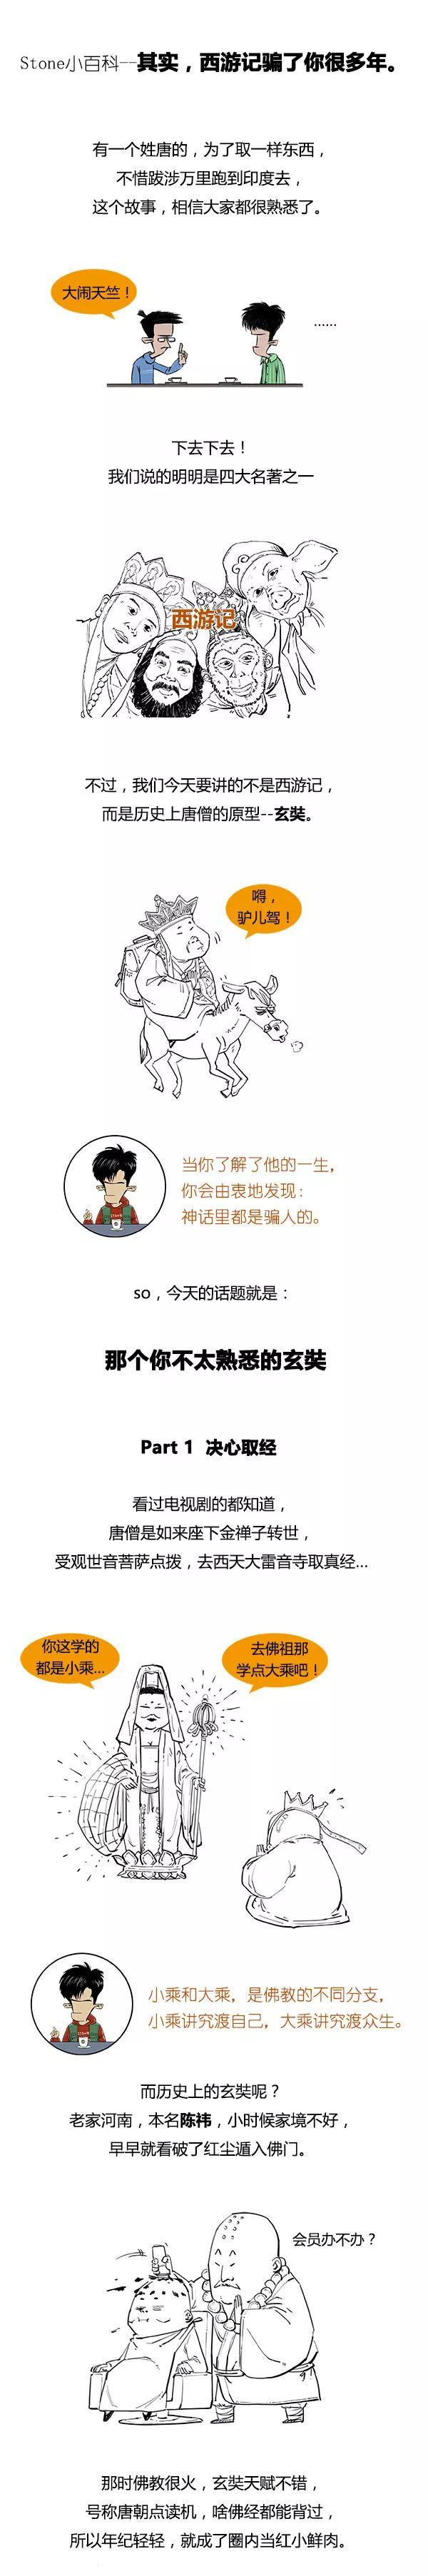 Stone小百科--其实，西游记骗了你很多年。
有一个姓唐的，为了取一样东西，
不惜跋涉万里跑到印度去，
这个故事，相信大家都很熟悉了。
大闹天竺！
......
下去下去！
我们说的明明是四大名著之一
西游记
不过，我们今天要讲的不是西游记，
而是历史上唐僧的原型--玄奘。
嘚，
驴儿驾！
当你了解了他的一生，
你会由衷地发现：
神话里都是骗人的。
so，今天的话题就是：
那个你不太熟悉的玄奘
Part 1 决心取经
看过电视剧的都知道，
唐僧是如来座下金禅子转世，
受观世音菩萨点拨，去西天大雷音寺取真经...
你这学的
都是小乘...
去佛祖那
学点大乘吧！
小乘和大乘，是佛教的不同分支，
小乘讲究渡自己，大乘讲究渡众生。
而历史上的玄奘呢？
老家河南，本名陈祎，小时候家境不好，
早早就看破了红尘遁入佛门。
会员办不办？
那时佛教很火，玄奘天赋不错，
号称唐朝点读机，啥佛经都能背过，
所以年纪轻轻，就成了圈内当红小鲜肉。